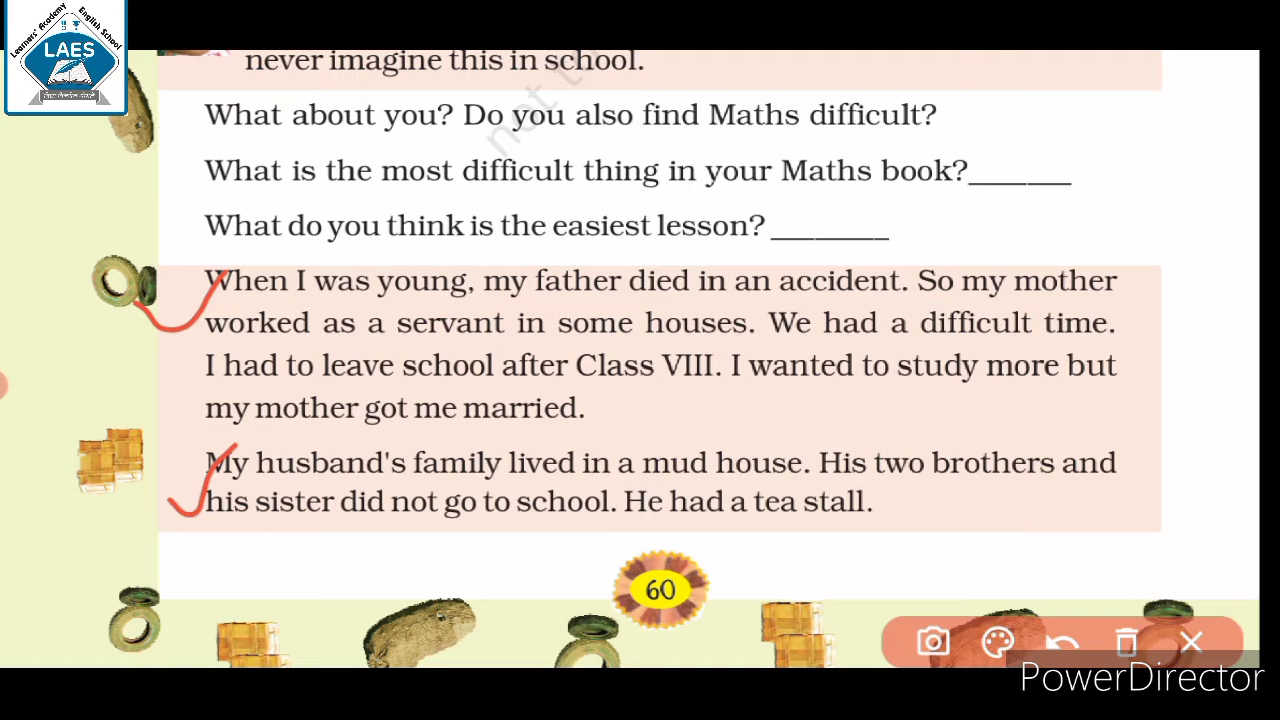 Learners' Academy English School
LAES
never imagine this in school.
not t
What about you? Do you also find Maths difficult?
What is the most difficult thing in your Maths book?_______
What do you think is the easiest lesson? ________
When I was young, my father died in an accident. So my mother
worked as a servant in some houses. We had a difficult time.
I had to leave school after Class VIII. I wanted to study more but
my mother got me married.
My husband's family lived in a mud house. His two brothers and
his sister did not go to school. He had a tea stall.
60
PowerDirector